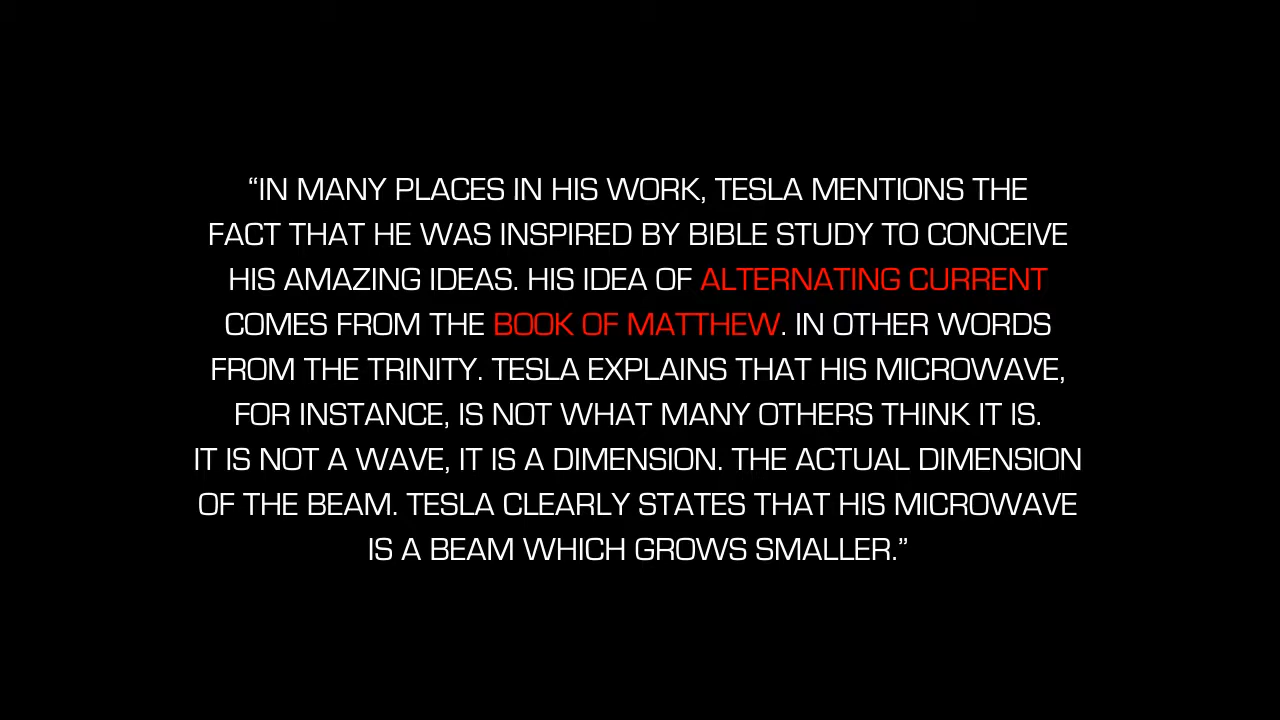 “IN MANY PLACES IN HIS WORK, TESLA MENTIONS THE
FACT THAT HE WAS INSPIRED BY BIBLE STUDY TO CONCEIVE
HIS AMAZING IDEAS. HIS IDEA OF ALTERNATING CURRENT
COMES FROM THE BOOK OF MATTHEW. IN OTHER WORDS
FROM THE TRINITY. TESLA EXPLAINS THAT HIS MICROWAVE,
FOR INSTANCE, IS NOT WHAT MANY OTHERS THINK IT IS.
IT IS NOT A WAVE, IT IS A DIMENSION. THE ACTUAL DIMENSION
OF THE BEAM. TESLA CLEARLY STATES THAT HIS MICROWAVE
IS A BEAM WHICH GROWS SMALLER.”